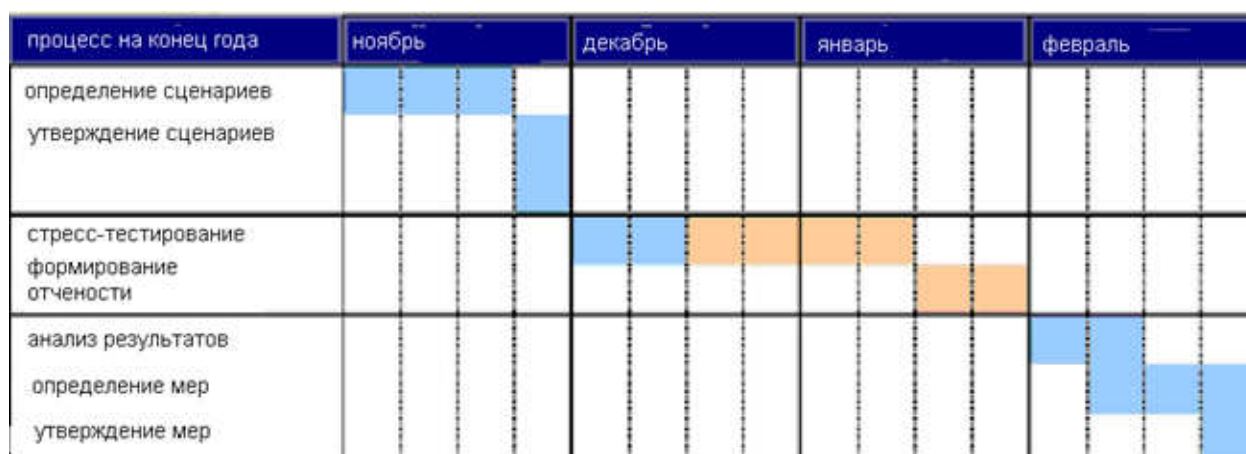 процесс на конец года ноябрь декабрь январь февраль
определение сценариев
утверждение сценариев
стресс-тестирование
формирование
отчености
анализ результатов
определение мер
утверждение мер